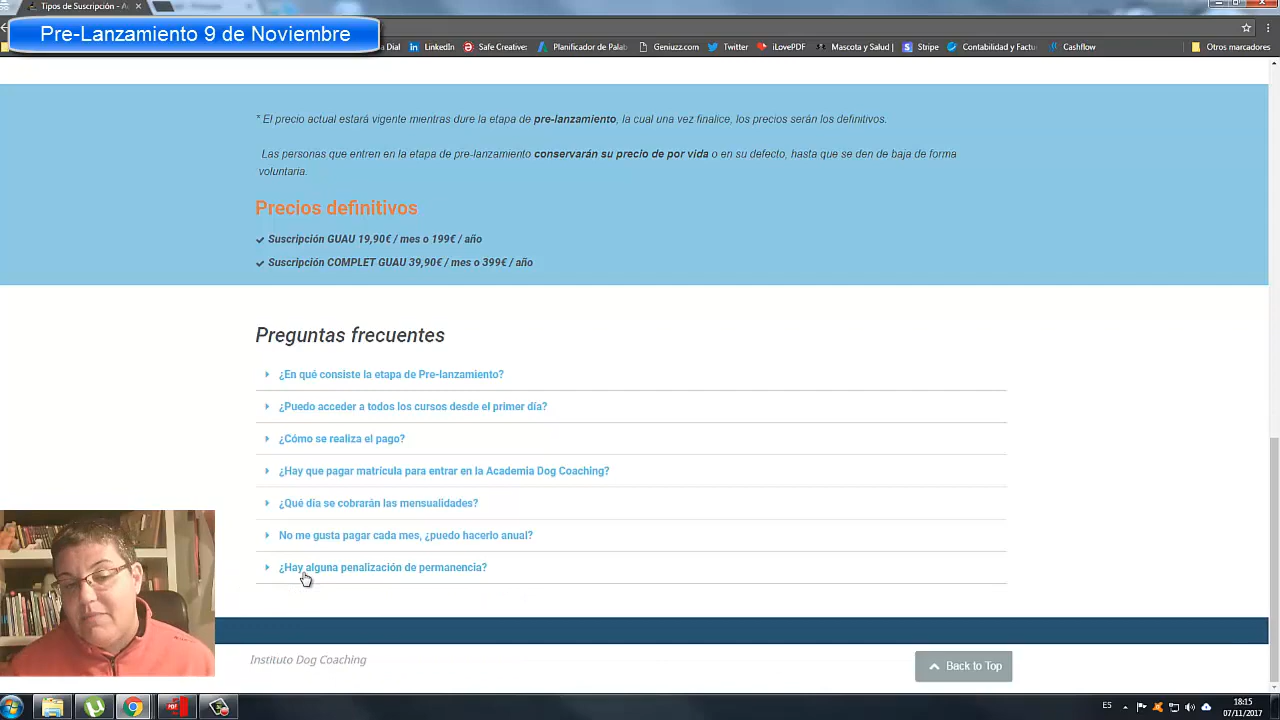 Tipos de Suscripción - A
Pre-Lanzamiento 9 de Noviembre
Dial
LinkedIn
Safe Creative:
Planificador de Palab
Geniuzz.com
Twitter
iLovePDF
Mascota y Salud |
Stripe
Contabilidad y Factu
Cashflow
Otros marcadores
* El precio actual estará vigente mientras dure la etapa de pre-lanzamiento, la cual una vez finalice, los precios serán los definitivos.
Las personas que entren en la etapa de pre-lanzamiento conservarán su precio de por vida o en su defecto, hasta que se den de baja de forma
voluntaria.
Precios definitivos
Suscripción GUAU 19,90€ / mes o 199€ / año
Suscripción COMPLET GUAU 39,90€ / mes o 399€ / año
Preguntas frecuentes
¿En qué consiste la etapa de Pre-lanzamiento?
¿Puedo acceder a todos los cursos desde el primer día?
¿Cómo se realiza el pago?
¿Hay que pagar matrícula para entrar en la Academia Dog Coaching?
¿Qué día se cobrarán las mensualidades?
No me gusta pagar cada mes, ¿puedo hacerlo anual?
¿Hay alguna penalización de permanencia?
Instituto Dog Coaching
Back to Top
ES
18:15
07/11/2017